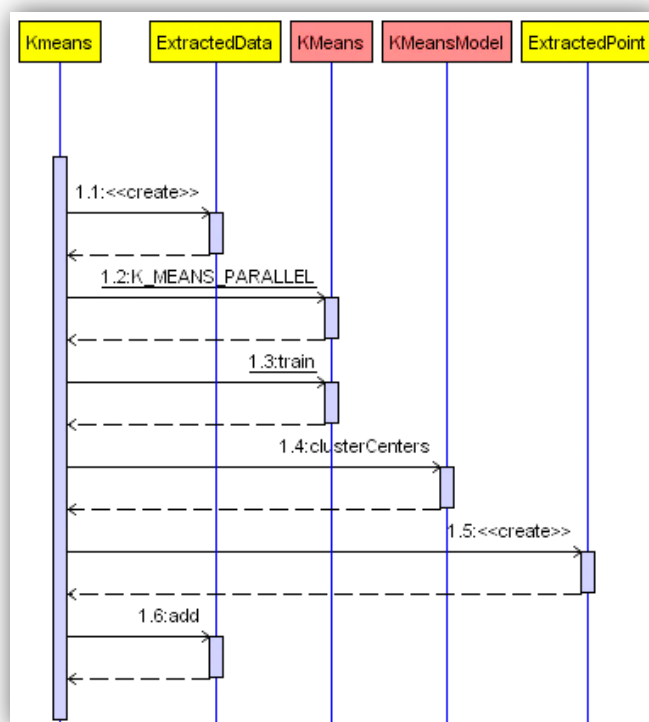 Kmeans
ExtractedData
KMeans
KMeansModel
ExtractedPoint
1.1:<<create>>
1.2:K_MEANS_PARALLEL
1.3:train
1.4:clusterCenters
1.5:<<create>>
1.6:add